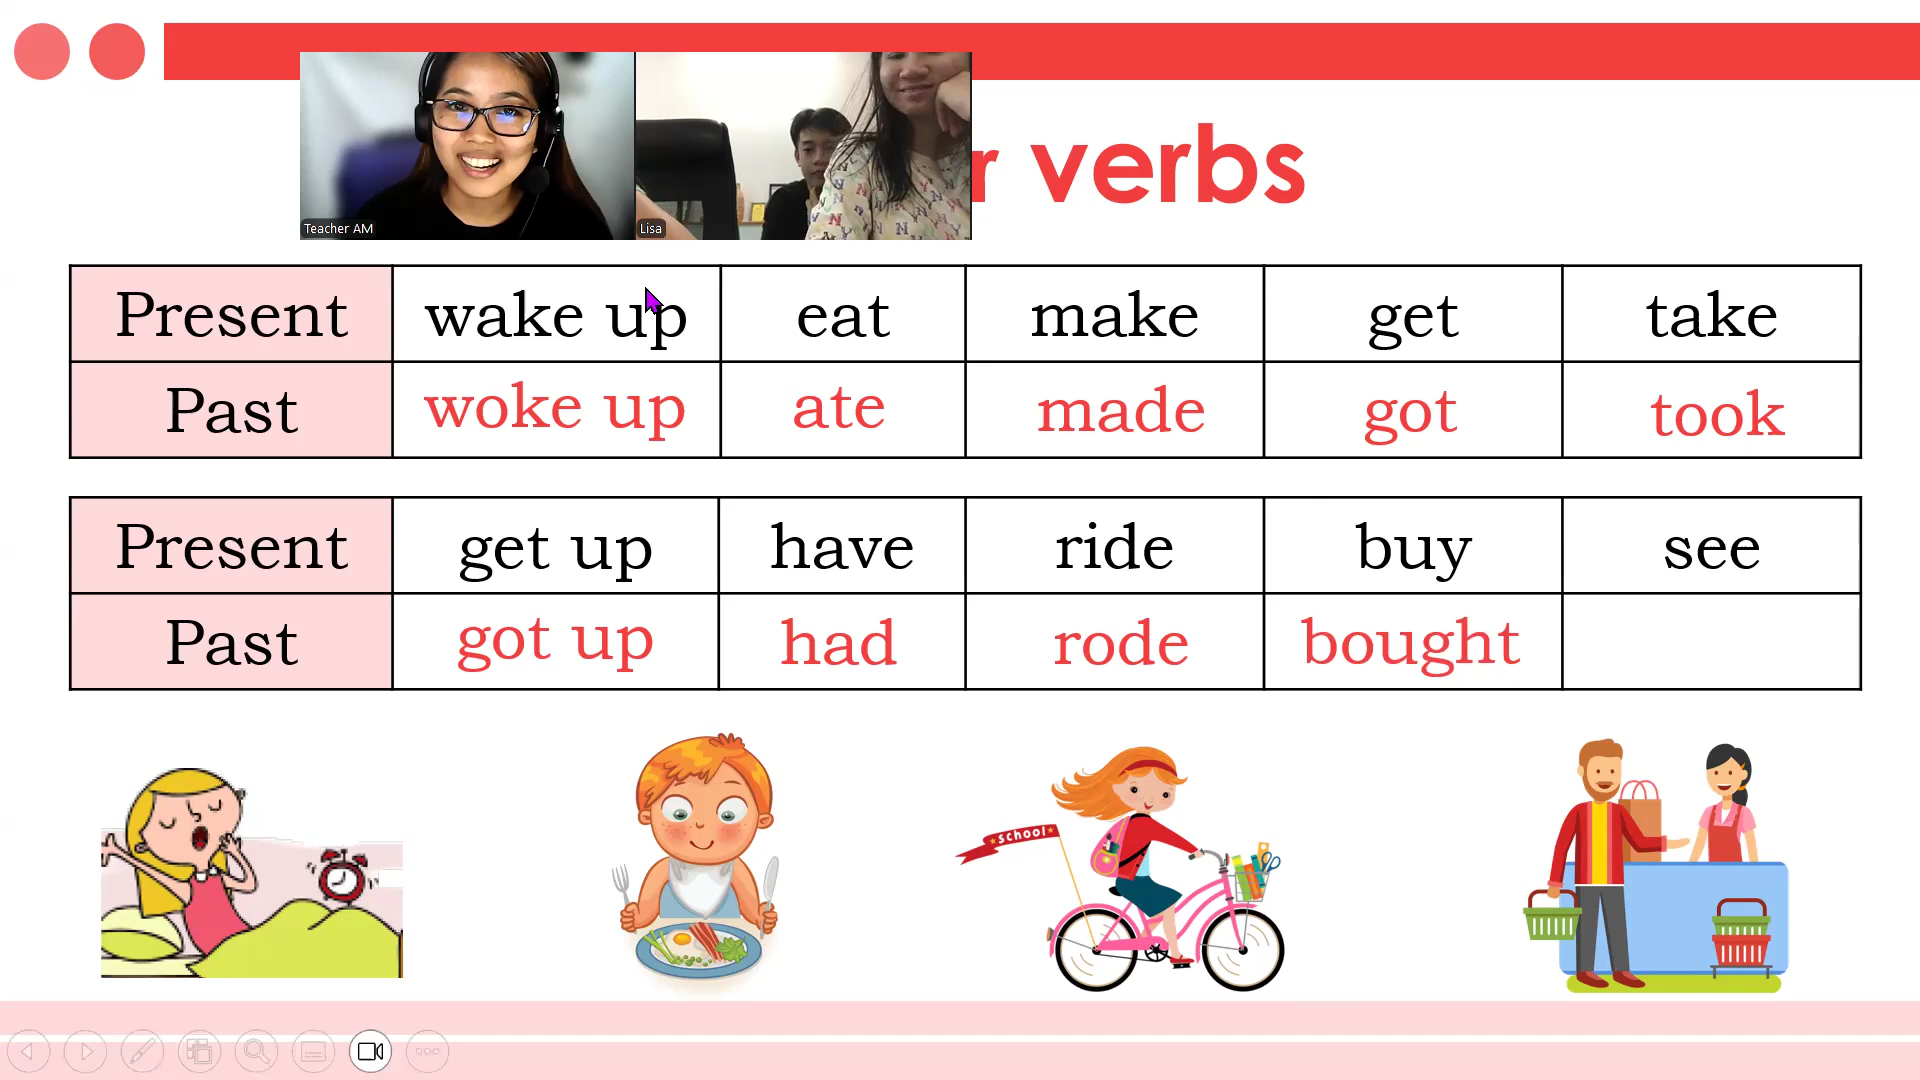 r verbs
Teacher AM
Lisa
Present wake up eat make get take
Past woke up ate made got took
Present get up have ride buy see
Past got up had rode bought
school